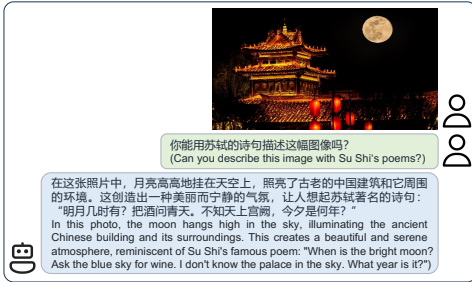 你能用苏轼的诗句描述这幅图像吗？
(Can you describe this image with Su Shi's poems?)
在这张照片中，月亮高高地挂在天空上，照亮了古老的中国建筑和它周围
的环境。这创造出一种美丽而宁静的气氛，让人想起苏轼著名的诗句：
“明月几时有？把酒问青天。不知天上宫阙，今夕是何年？”
In this photo, the moon hangs high in the sky, illuminating the ancient
Chinese building and its surroundings. This creates a beautiful and serene
atmosphere, reminiscent of Su Shi's famous poem: "When is the bright moon?
Ask the blue sky for wine. I don't know the palace in the sky. What year is it?")